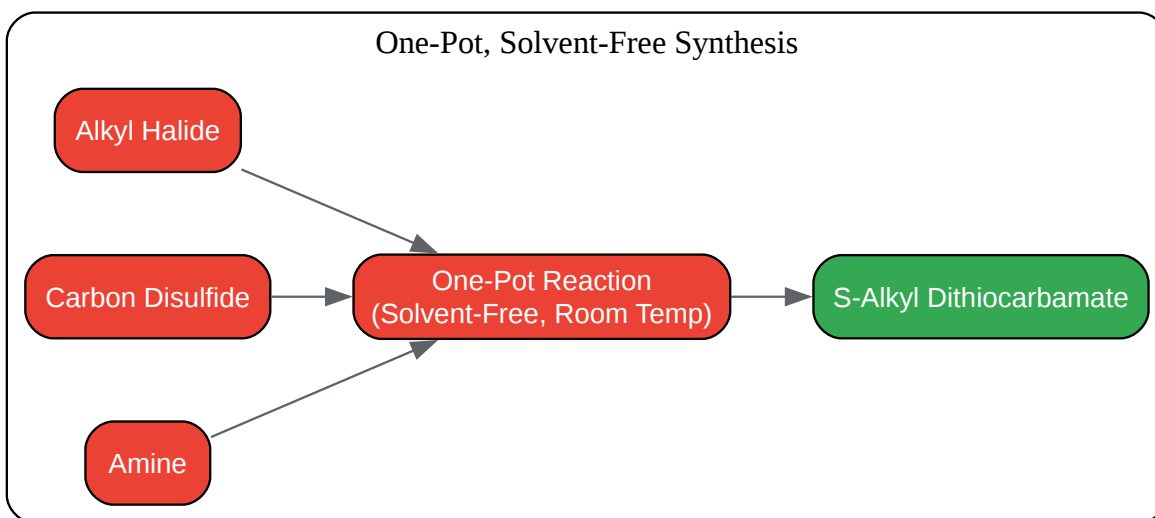 One-Pot, Solvent-Free Synthesis
Alkyl Halide
Carbon Disulfide
Amine
One-Pot Reaction
(Solvent-Free, Room Temp)
S-Alkyl Dithiocarbamate